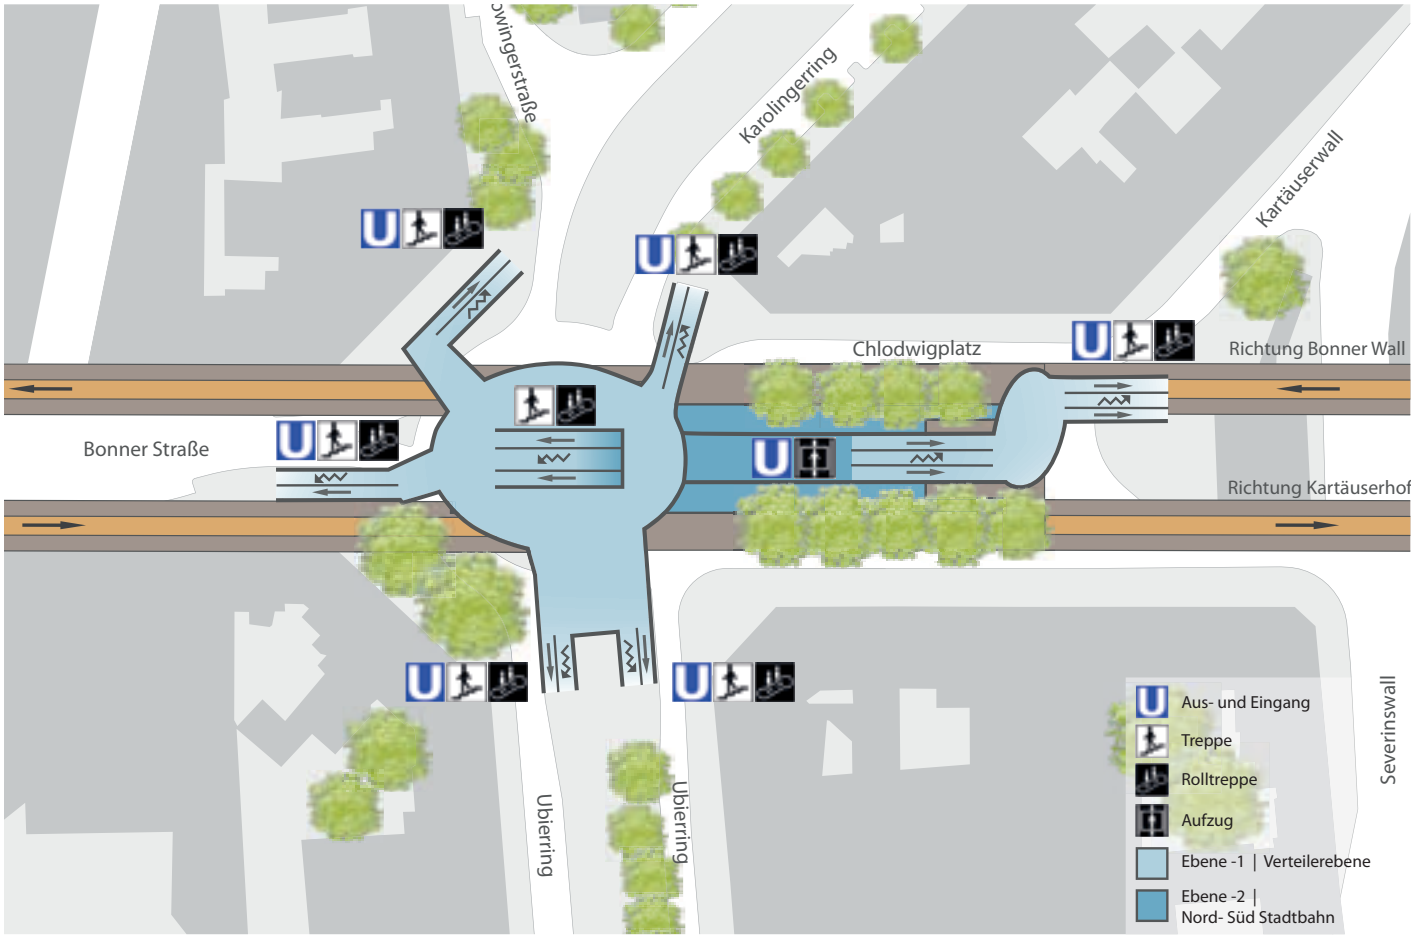 Karolingerring
Kartäuserwall
U
U
Chlodwigplatz
U
Richtung Bonner Wall
Bonner Straße
U
U
Richtung Kartäuserhof
U
U
Ubierring
Ubierring
Severinswall
U Aus- und Eingang
Treppe
Rolltreppe
Aufzug
Ebene -1 | Verteilerebene
Ebene -2 |
Nord- Süd Stadtbahn